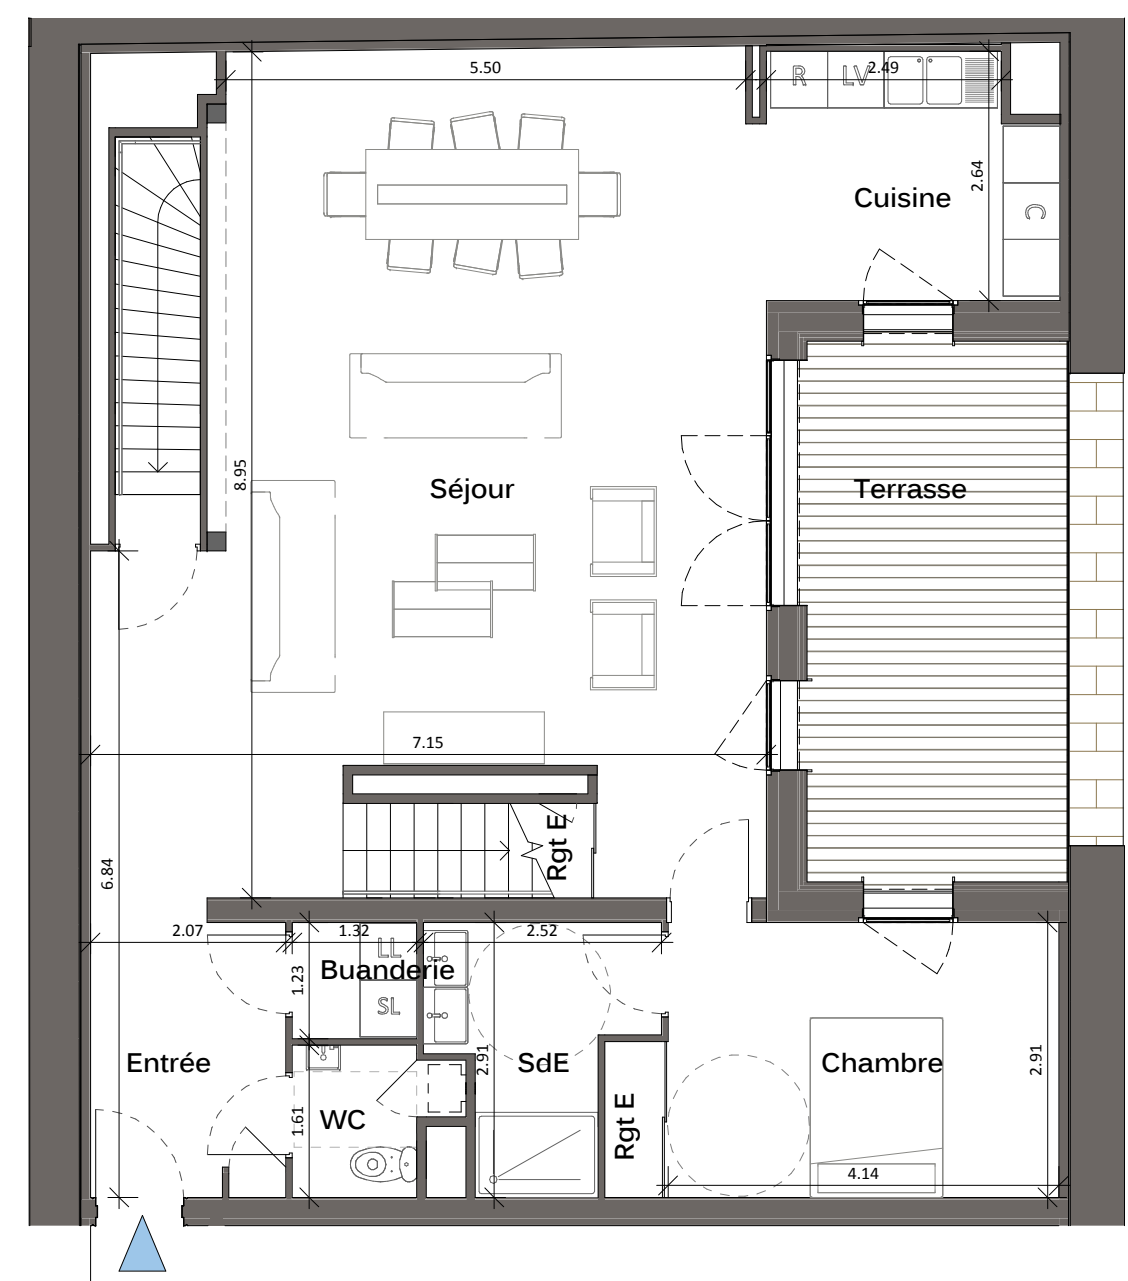 5.50
2.49
R
LV
2.64
Cuisine
C
8.95
Séjour
Terrasse
7.15
Rgt E
6.84
2.07
1.32
2.52
LL
Buanderie
1.23
SL
Entrée
2.91
SdE
Chambre
2.91
WC
1.61
Rgt E
4.14